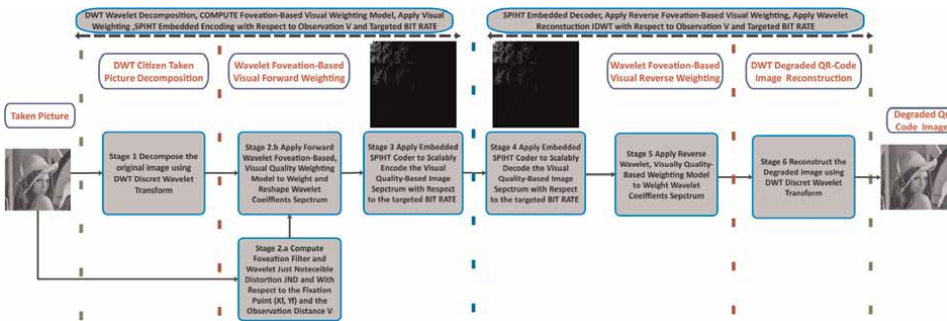 DWT Wavelet Decomposition, COMPUTE Foveation-Based Visual Weighting Model, Apply Visual
Weighting ,SPIHT Embedded Encoding with Respect to Observation V and Targeted BIT RATE
SPIHT Embedded Decoder, Apply Reverse Foveation-Based Visual Weighting, Apply Wavelet
Reconstuction IDWT with Respect to Observation V and Targeted BIT RATE
DWT Citizen Taken
Picture Decomposition
Wavelet Foveation-Based
Visual Forward Weighting
Wavelet Foveation-Based
Visual Reverse Weighting
DWT Degraded QR-Code
Image Reconstruction
Taken Picture
Degraded Qr
Code Image
Stage 1 Decompose the
original image using
DWT Discret Wavelet
Transform
Stage 2.b Apply Forward
Wavelet Foveation-Based,
Visual Quality Weighting
Model to Weight and
Reshape Wavelet
Coeiffients Sepctrum
Stage 3 Apply Embedded
SPIHT Coder to Scalably
Encode the Visual
Quality-Based Image
Sepctrum with Respect
to the targeted BIT RATE
Stage 4 Apply Embedded
SPIHT Coder to Scalably
Decode the Visual
Quality-Based Image
Sepctrum with Respect
to the targeted BIT RATE
Stage 5 Apply Reverse
Wavelet, Visually Quality-
Based Weighting Model
to Weight Wavelet
Coeiffients Sepctrum
Stage 6 Reconstruct the
Degraded image using
DWT Discret Wavelet
Transform
Stage 2.a Compute
Foveation Filter and
Wavelet Just Noteceible
Distortion JND and With
Respect to the Fixation
Point (Xf, Yf) and the
Observation Distance V